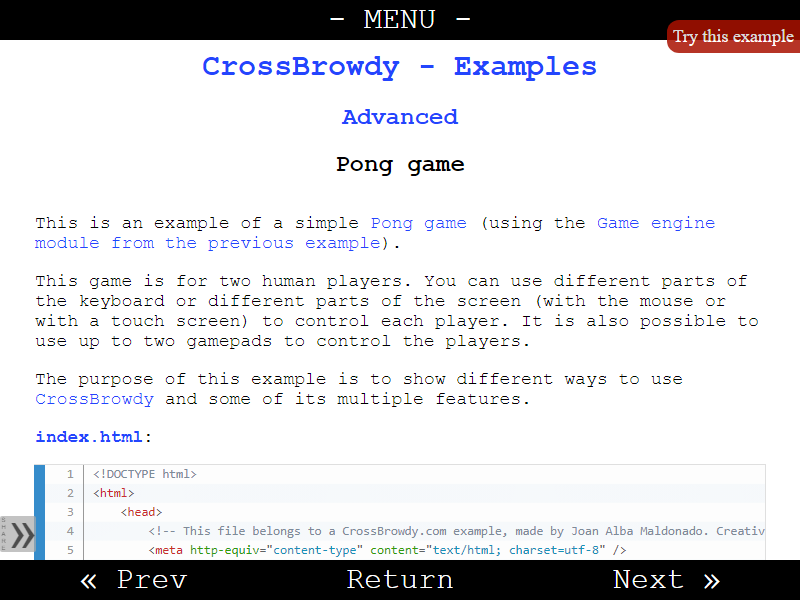 - MENU -
Try this example
CrossBrowdy - Examples
Advanced
Pong game
This is an example of a simple Pong game (using the Game engine
module from the previous example).
This game is for two human players. You can use different parts of
the keyboard or different parts of the screen (with the mouse or
with a touch screen) to control each player. It is also possible to
use up to two gamepads to control the players.
The purpose of this example is to show different ways to use
CrossBrowdy and some of its multiple features.
index.html:
1 <!DOCTYPE html>
2 <html>
3 <head>
4 <!-- This file belongs to a CrossBrowdy.com example, made by Joan Alba Maldonado. Creativ
5 <meta http-equiv="content-type" content="text/html; charset=utf-8" />
SHARE
»
« Prev
Return
Next »